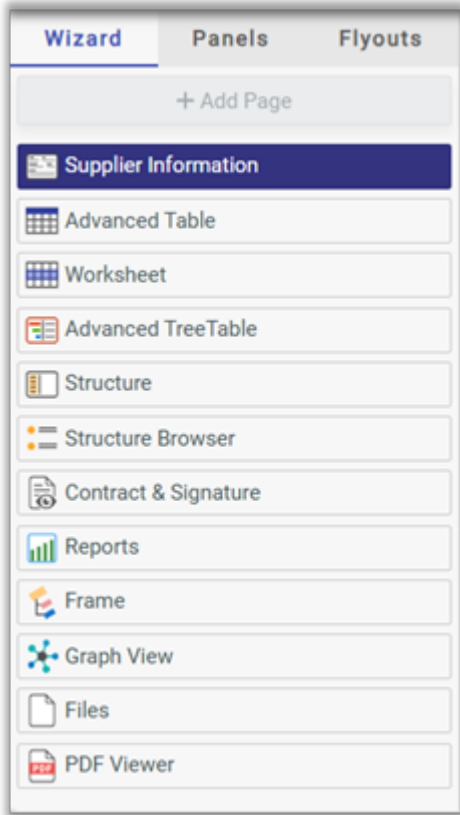 Wizard Panels Flyouts
+ Add Page
Supplier Information
Advanced Table
Worksheet
Advanced TreeTable
Structure
Structure Browser
Contract & Signature
Reports
Frame
Graph View
Files
PDF Viewer